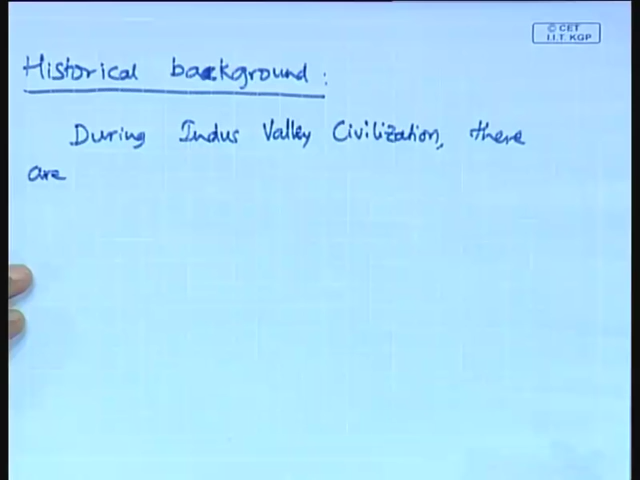 © CET
I.I.T. KGP
Historical background :
During Indus Valley Civilization, there
are